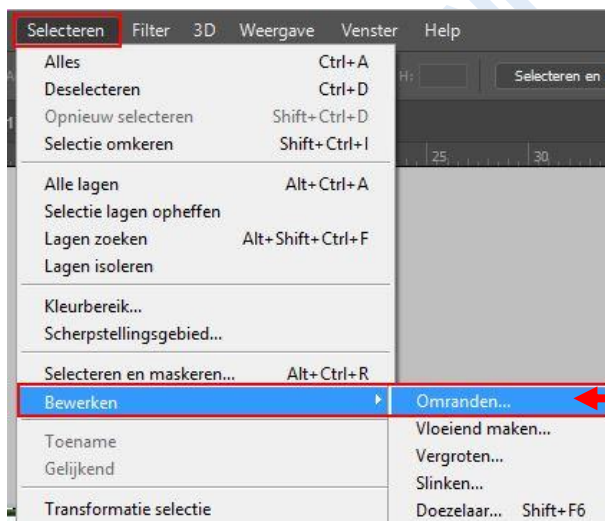 Selecteren Filter 3D Weergave Venster Help
Alles Ctrl+A
H: Selecteren en
Deselecteren Ctrl+D
Opnieuw selecteren Shift+Ctrl+D
Selectie omkeren Shift+Ctrl+I
25 30
Alle lagen Alt+Ctrl+A
Selectie lagen opheffen
Lagen zoeken Alt+Shift+Ctrl+F
Lagen isoleren
Kleurbereik...
Scherpstellingsgebied...
Selecteren en maskeren... Alt+Ctrl+R
Bewerken Omranden...
Vloeiend maken...
Toename
Vergroten...
Gelijkend
Slinken...
Transformatie selectie Doezelaar... Shift+F6